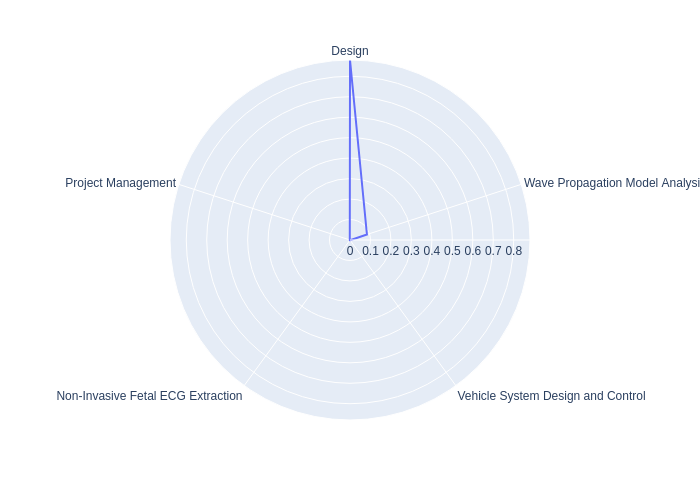 Design
Project Management
Wave Propagation Model Analysi
0 0.1 0.2 0.3 0.4 0.5 0.6 0.7 0.8
Non-Invasive Fetal ECG Extraction
Vehicle System Design and Control